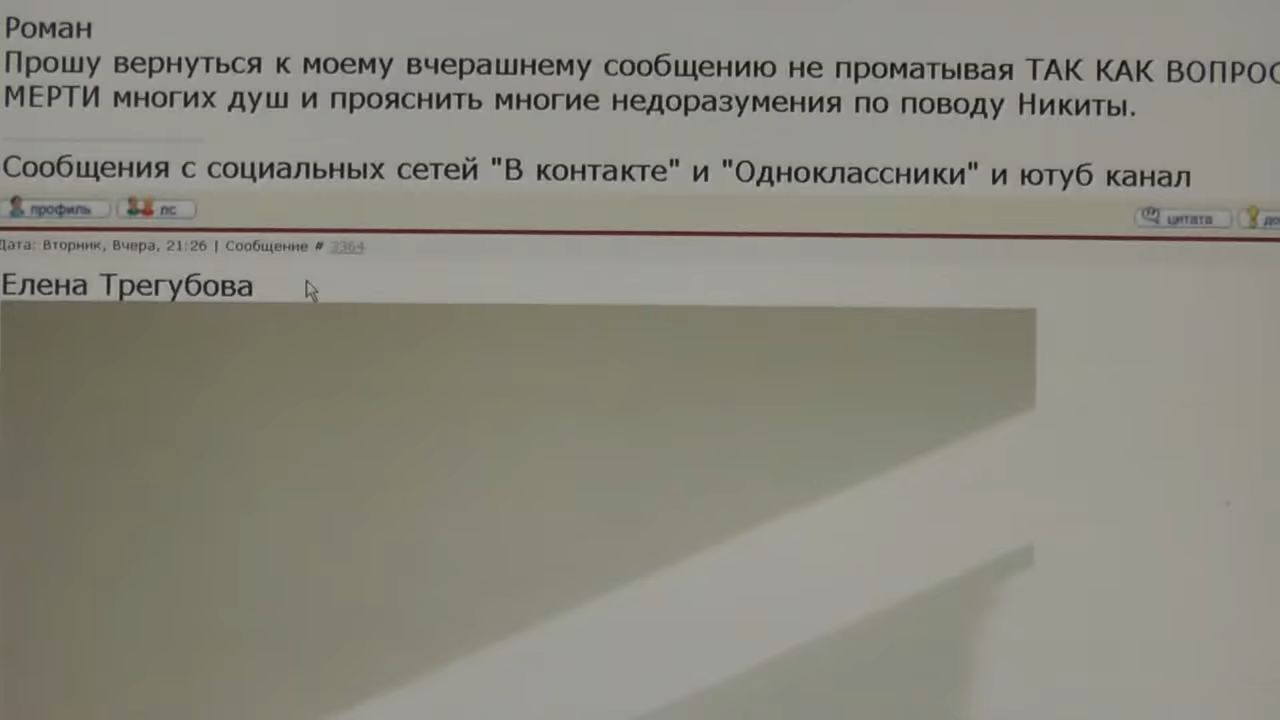 Роман
Прошу вернуться к моему вчерашнему сообщению не проматывая ТАК КАК ВОПРОС
МЕРТИ многих душ и прояснить многие недоразумения по поводу Никиты.
Сообщения с социальных сетей "В контакте" и "Одноклассники" и ютуб канал
профиль лс цитата
Дата: Вторник, Вчера, 21:26 | Сообщение # 3364
Елена Трегубова